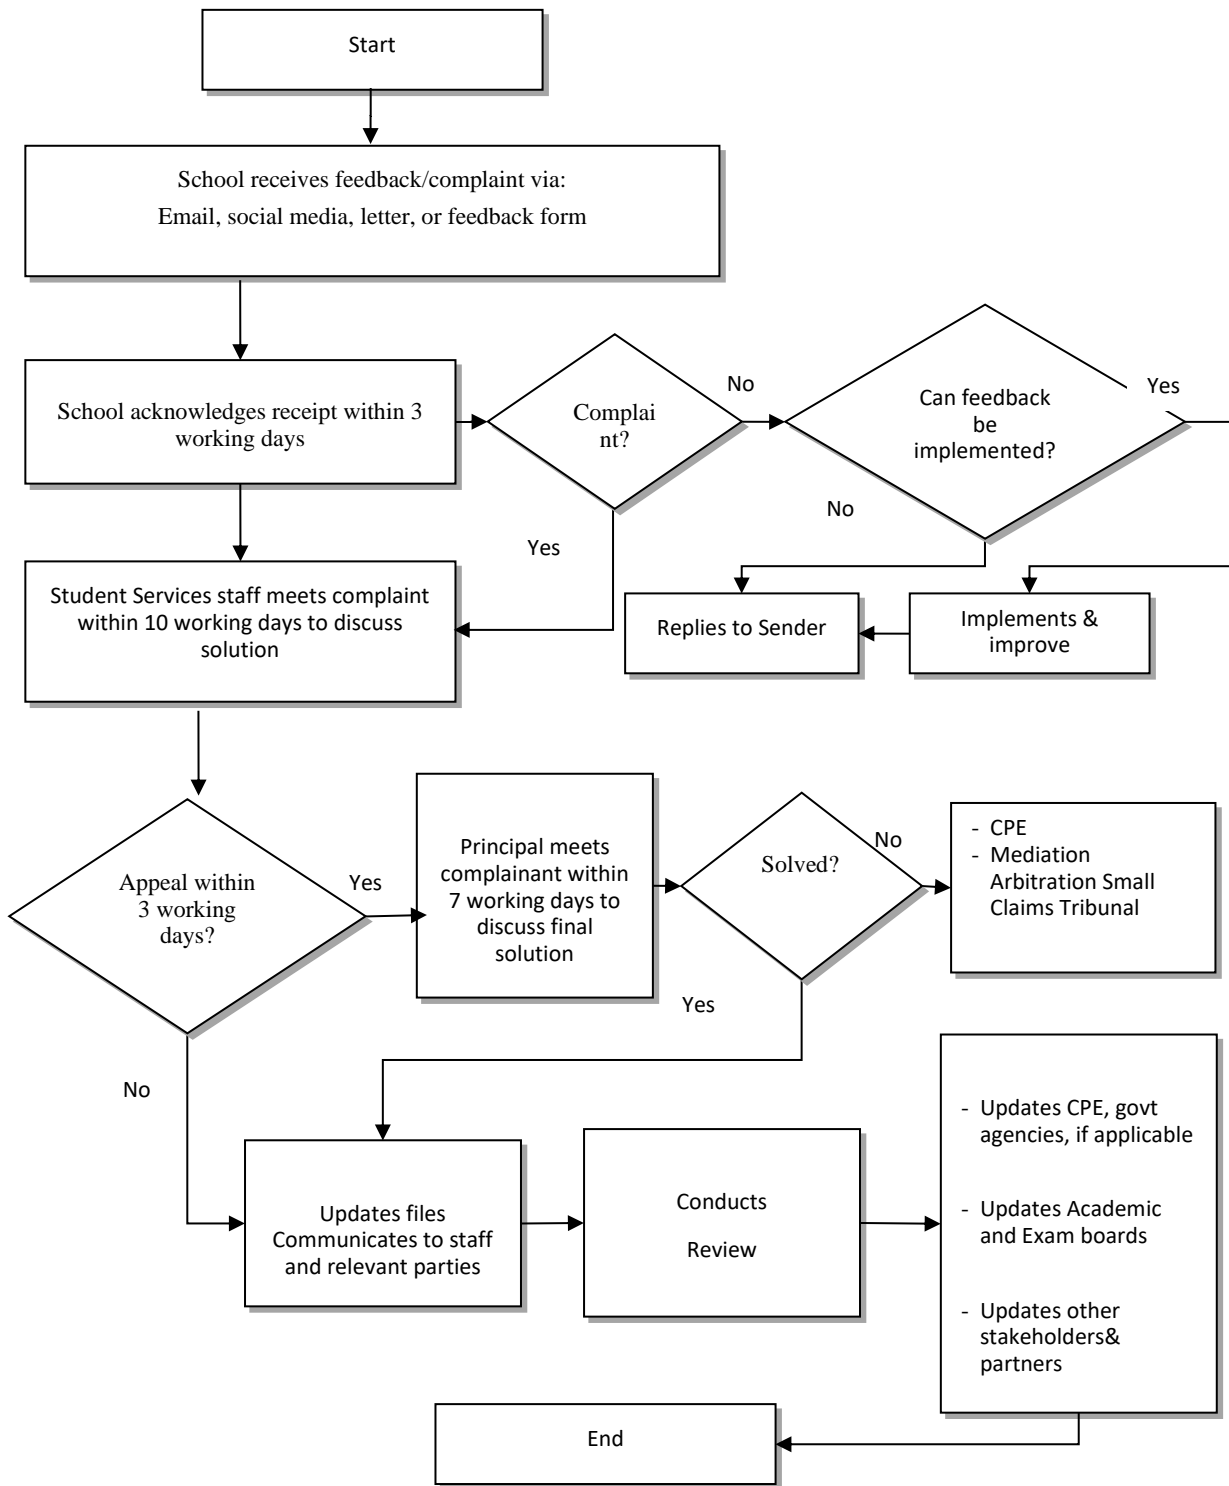 Start
School receives feedback/complaint via:
Email, social media, letter, or feedback form
School acknowledges receipt within 3
working days
Complai
nt?
No
Can feedback
be
implemented?
Yes
No
Yes
Student Services staff meets complaint
within 10 working days to discuss
solution
Replies to Sender
Implements &
improve
Appeal within
3 working
days?
Yes
Principal meets
complainant within
7 working days to
discuss final
solution
Solved?
No
- CPE
- Mediation
Arbitration Small
Claims Tribunal
Yes
No
Updates files
Communicates to staff
and relevant parties
Conducts
Review
- Updates CPE, govt
agencies, if applicable
- Updates Academic
and Exam boards
- Updates other
stakeholders&
partners
End